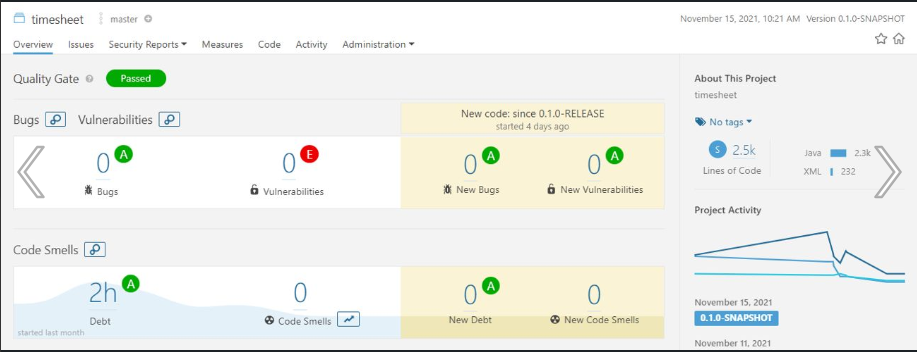 timesheet master November 15, 2021, 10:21 AM Version 0.1.0-SNAPSHOT
Overview Issues Security Reports Measures Code Activity Administration
Quality Gate Passed
Bugs Vulnerabilities
New code: since 0.1.0-RELEASE
started 4 days ago
0 A
Bugs
0 E
Vulnerabilities
0 A
New Bugs
0 A
New Vulnerabilities
Code Smells
2h A
Debt
started last month
0
Code Smells
0 A
New Debt
0
New Code Smells
About This Project
timesheet
No tags
S 2.5k
Lines of Code
Java 2.3k
XML 232
Project Activity
November 15, 2021
0.1.0-SNAPSHOT
November 11, 2021